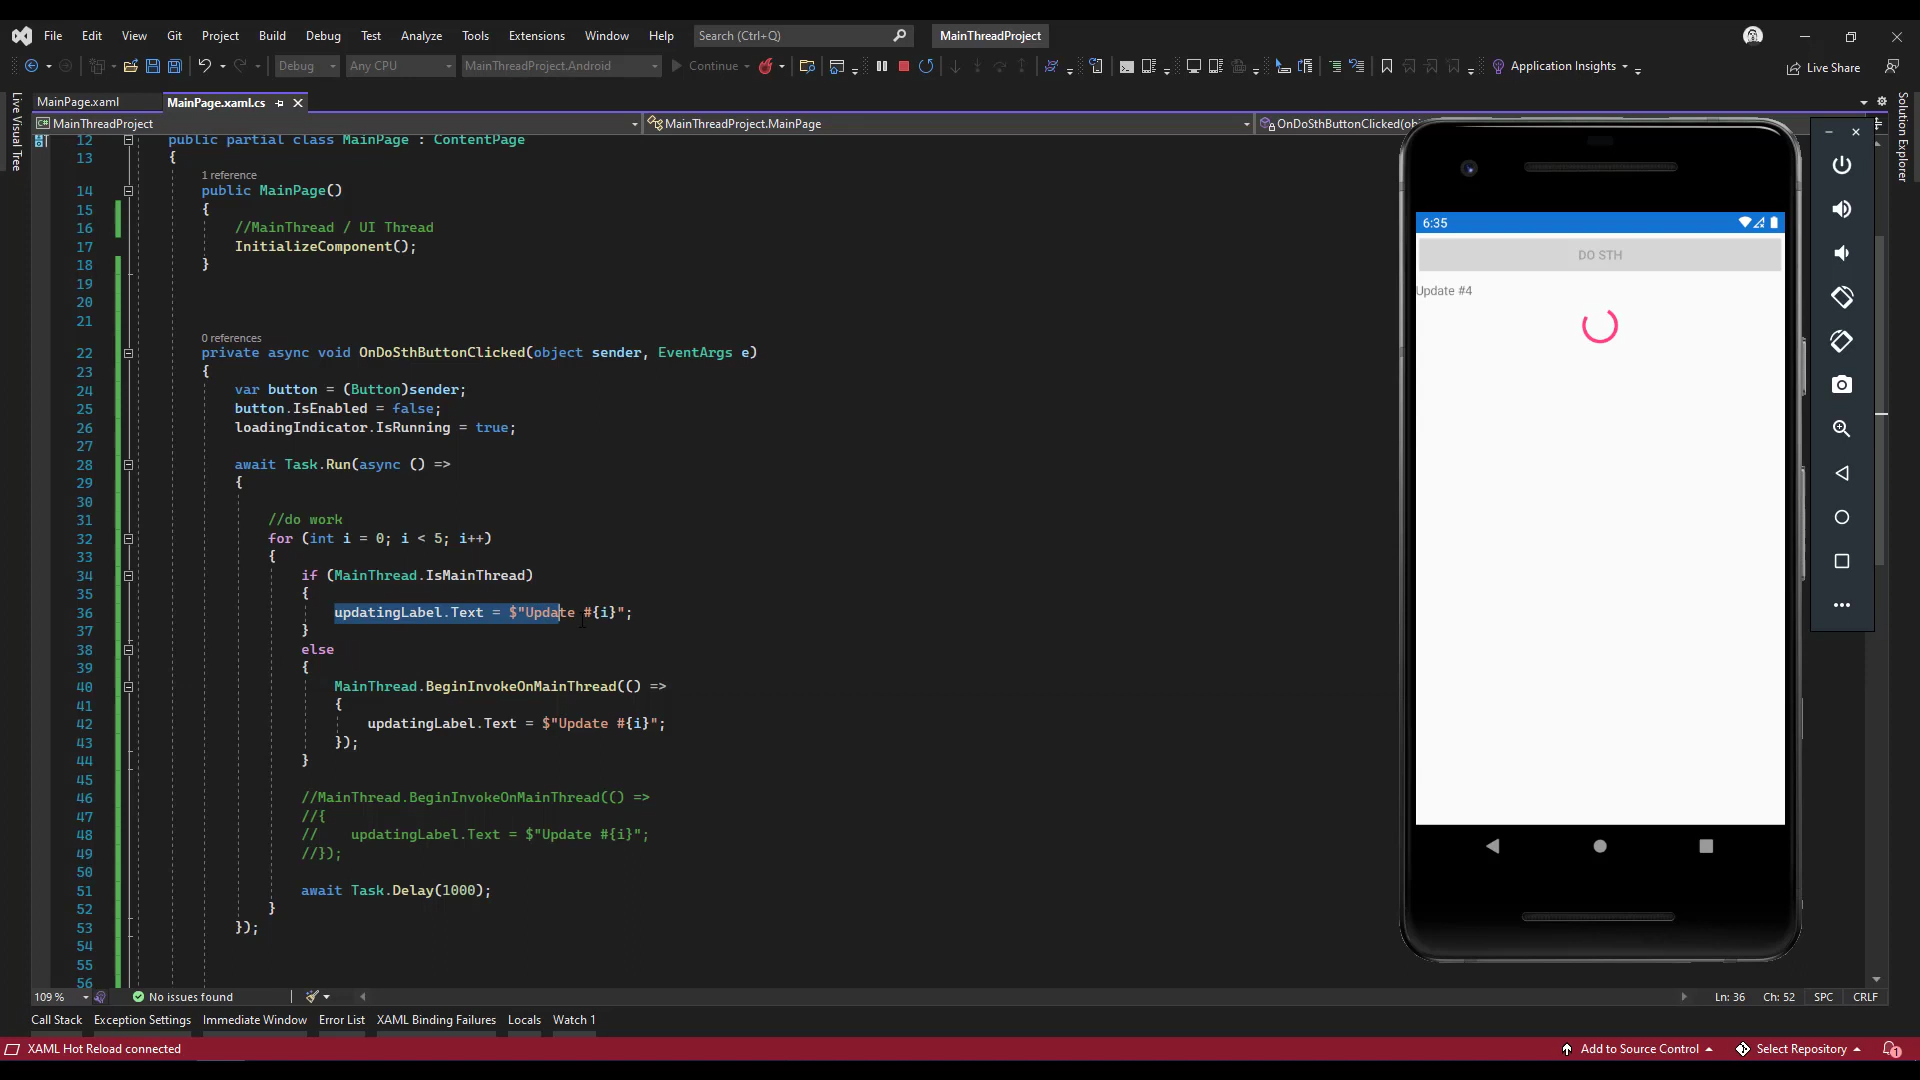 File Edit View Git Project Build Debug Test Analyze Tools Extensions Window Help Search (Ctrl+Q) MainThreadProject
Debug Any CPU MainThreadProject.Android Continue Application Insights
Live Share
MainPage.xaml MainPage.xaml.cs
MainThreadProject MainThreadProject.MainPage OnDoSthButtonClicked(obj
Live Visual Tree
Solution Explorer
12 public partial class MainPage : ContentPage
13 {
1 reference
14 public MainPage()
15 {
16 //MainThread / UI Thread
17 InitializeComponent();
18 }
19
20
21
0 references
22 private async void OnDoSthButtonClicked(object sender, EventArgs e)
23 {
24 var button = (Button)sender;
25 button.IsEnabled = false;
26 loadingIndicator.IsRunning = true;
27
28 await Task.Run(async () =>
29 {
30
31 //do work
32 for (int i = 0; i < 5; i++)
33 {
34 if (MainThread.IsMainThread)
35 {
36 updatingLabel.Text = $"Update #{i}";
37 }
38 else
39 {
40 MainThread.BeginInvokeOnMainThread(() =>
41 {
42 updatingLabel.Text = $"Update #{i}";
43 });
44 }
45
46 //MainThread.BeginInvokeOnMainThread(() =>
47 //{
48 // updatingLabel.Text = $"Update #{i}";
49 //});
50
51 await Task.Delay(1000);
52 }
53 });
54
55
56
6:35
DO STH
Update #4
109 % No issues found Ln: 36 Ch: 52 SPC CRLF
Call Stack Exception Settings Immediate Window Error List XAML Binding Failures Locals Watch 1
XAML Hot Reload connected Add to Source Control Select Repository 1